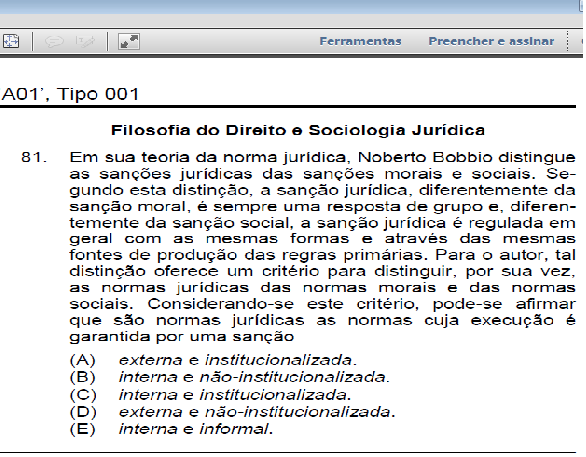 Ferramentas Preencher e assinar
A01', Tipo 001
Filosofia do Direito e Sociologia Jurídica
81. Em sua teoria da norma jurídica, Noberto Bobbio distingue
as sanções jurídicas das sanções morais e sociais. Se-
gundo esta distinção, a sanção jurídica, diferentemente da
sanção moral, é sempre uma resposta de grupo e, diferen-
temente da sanção social, a sanção jurídica é regulada em
geral com as mesmas formas e através das mesmas
fontes de produção das regras primárias. Para o autor, tal
distinção oferece um critério para distinguir, por sua vez,
as normas jurídicas das normas morais e das normas
sociais. Considerando-se este critério, pode-se afirmar
que são normas jurídicas as normas cuja execução é
garantida por uma sanção
(A) externa e institucionalizada.
(B) interna e não-institucionalizada.
(C) interna e institucionalizada.
(D) externa e não-institucionalizada.
(E) interna e informal.